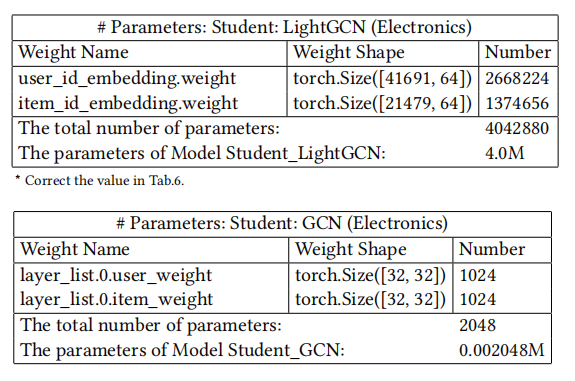 # Parameters: Student: LightGCN (Electronics)
Weight Name Weight Shape Number
user_id_embedding.weight torch.Size([41691, 64]) 2668224
item_id_embedding.weight torch.Size([21479, 64]) 1374656
The total number of parameters: 4042880
The parameters of Model Student_LightGCN: 4.0M
* Correct the value in Tab.6.
# Parameters: Student: GCN (Electronics)
Weight Name Weight Shape Number
layer_list.0.user_weight torch.Size([32, 32]) 1024
layer_list.0.item_weight torch.Size([32, 32]) 1024
The total number of parameters: 2048
The parameters of Model Student_GCN: 0.002048M